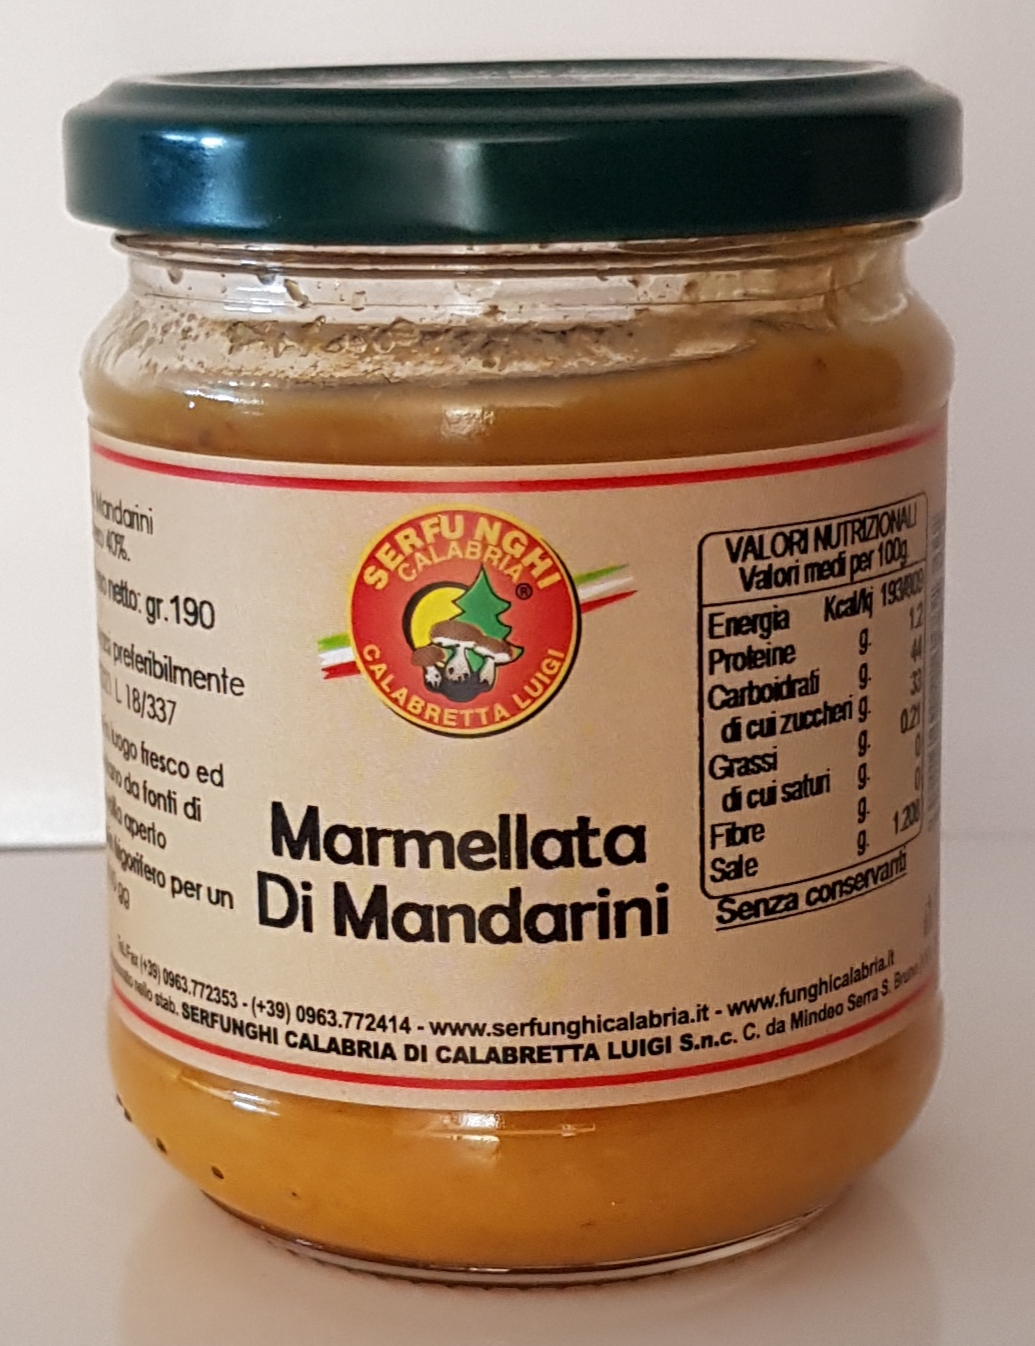 Mandarini
40%.
netto: gr.190
preferibilmente
L 18/337
luogo fresco ed
da fonti di
aperto
frigorifero per un
gg
SERFUNGHI
CALABRIA
®
CALABRETTA LUIGI
Marmellata
Di Mandarini
VALORI NUTRIZIONALI
Valori medi per 100g
Energia Kcal/kj
Proteine g. 1.2
Carboidrati g. 44
di cui zuccheri g. 33
Grassi g. 0.21
di cui saturi g. 0
Fibre g. 0
Sale g. 1.200
Senza conservanti
Tel./Fax (+39) 0963.772353 - (+39) 0963.772414 - www.serfunghicalabria.it - www.funghicalabria.it
nello stab. SERFUNGHI CALABRIA DI CALABRETTA LUIGI S.n.c. C. da Mindeo Serra S. Bruno